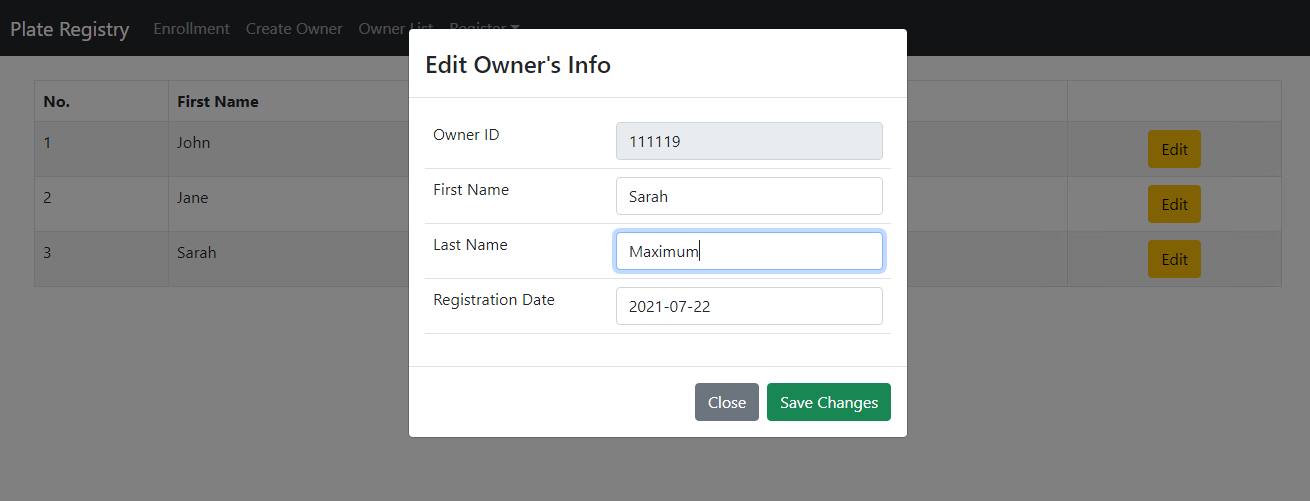 Plate Registry Enrollment Create Owner Owner List Register
Edit Owner's Info
No. First Name
Owner ID 111119
1 John Edit
First Name Sarah
2 Jane Edit
Last Name Maximum
3 Sarah Edit
Registration Date 2021-07-22
Close Save Changes